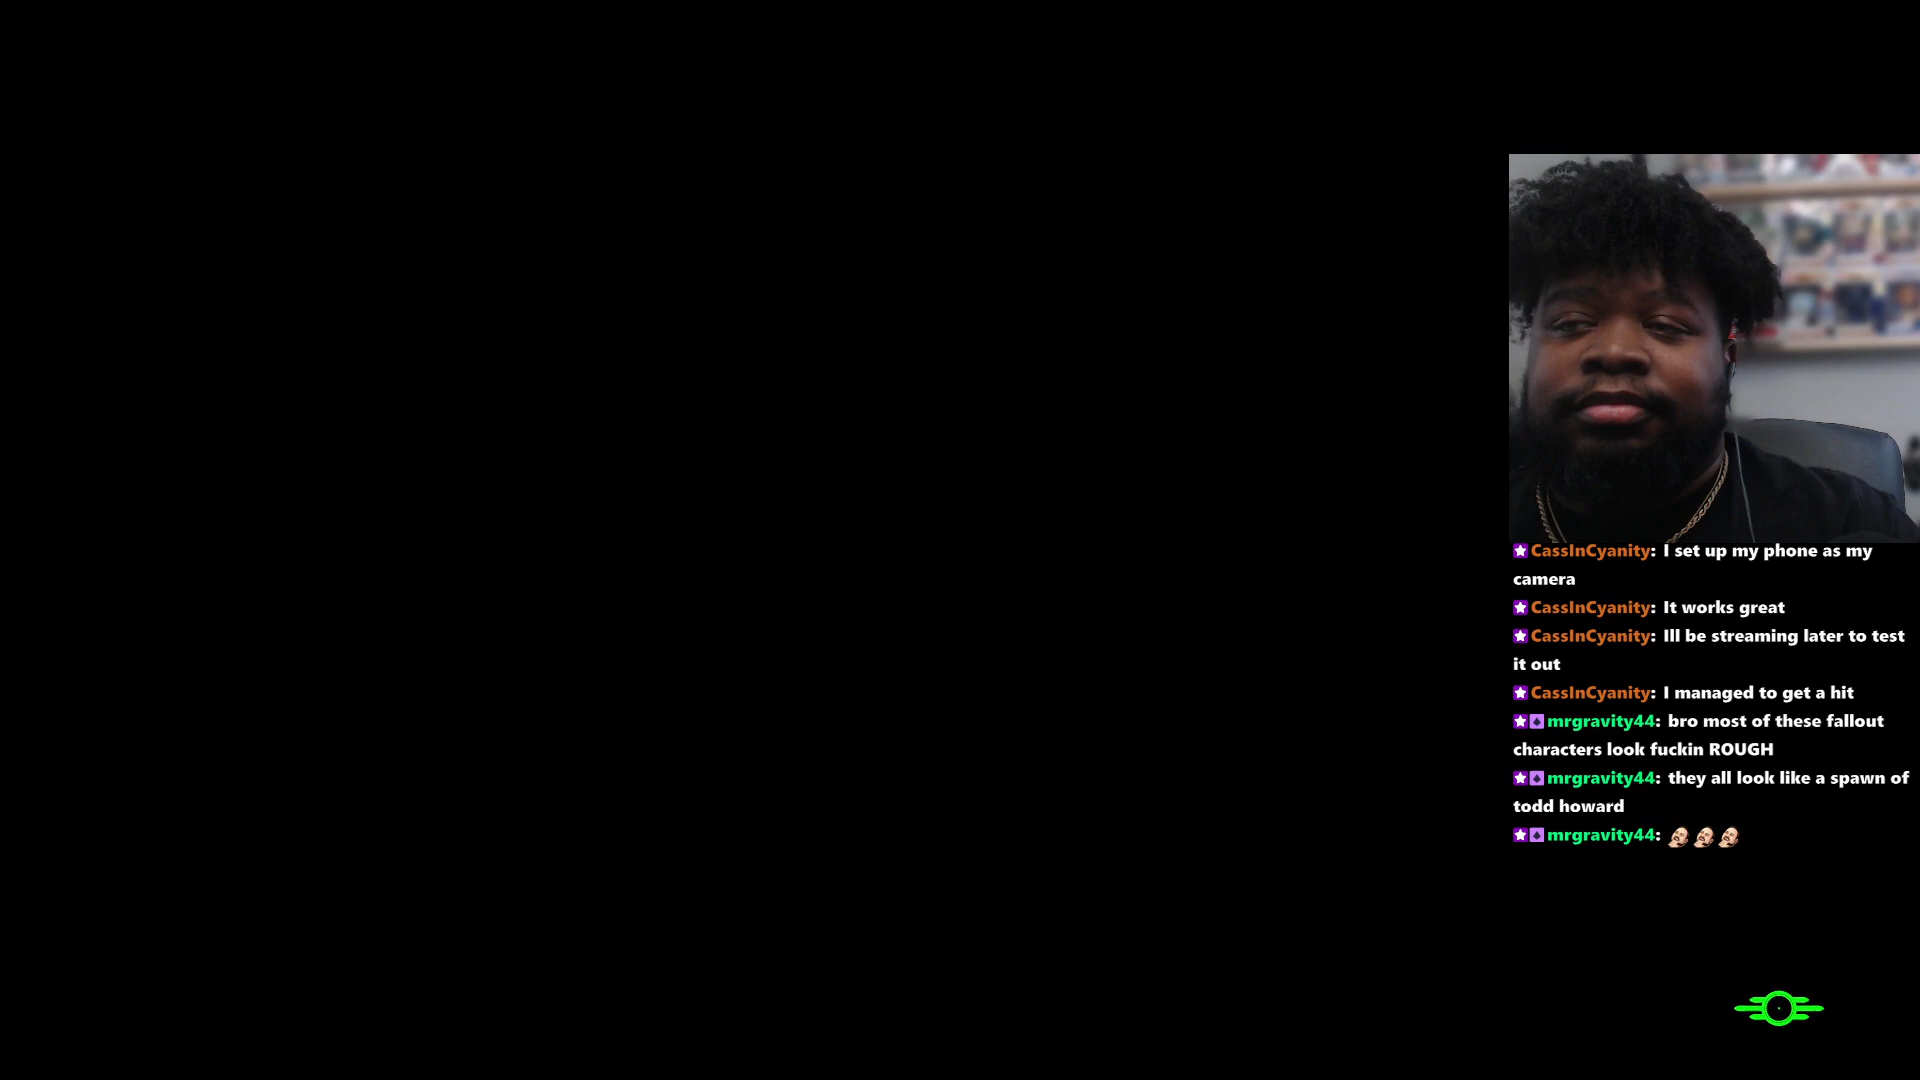 CassInCyanity: I set up my phone as my
camera
CassInCyanity: It works great
CassInCyanity: Ill be streaming later to test
it out
CassInCyanity: I managed to get a hit
mrgravity44: bro most of these fallout
characters look fuckin ROUGH
mrgravity44: they all look like a spawn of
todd howard
mrgravity44: